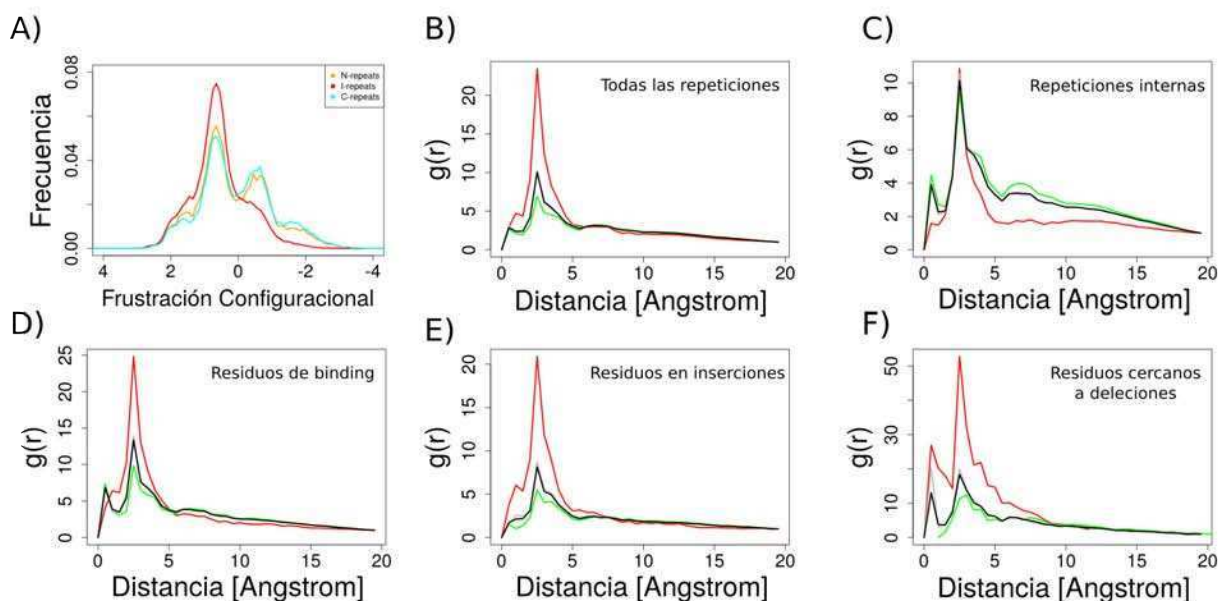 A)
0.08
0.04
0.00
Frecuencia
N-repeats
I-repeats
C-repeats
4 2 0 -2 -4
Frustración Configuracional
B)
Todas las repeticiones
20
15
10
5
0
g(r)
0 5 10 15 20
Distancia [Angstrom]
C)
Repeticiones internas
10
8
6
4
2
0
g(r)
0 5 10 15 20
Distancia [Angstrom]
D)
Residuos de binding
25
20
15
10
5
0
g(r)
0 5 10 15 20
Distancia [Angstrom]
E)
Residuos en inserciones
20
15
10
5
0
g(r)
0 5 10 15 20
Distancia [Angstrom]
F)
Residuos cercanos
a deleciones
50
30
10
0
g(r)
0 5 10 15 20
Distancia [Angstrom]